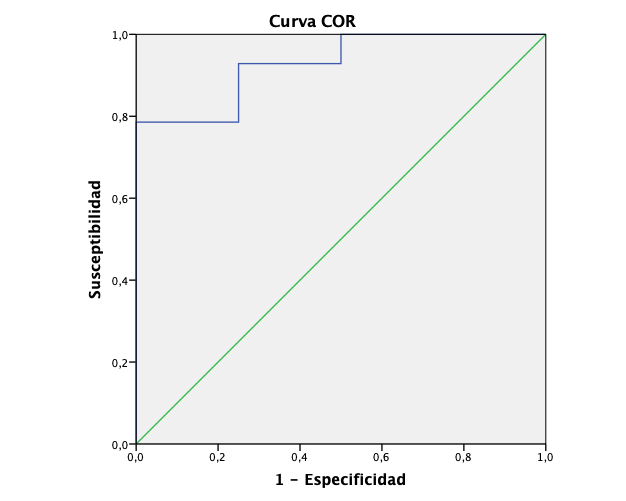 Curva COR
Susceptibilidad
1,0
0,8
0,6
0,4
0,2
0,0
0,0 0,2 0,4 0,6 0,8 1,0
1 – Especificidad